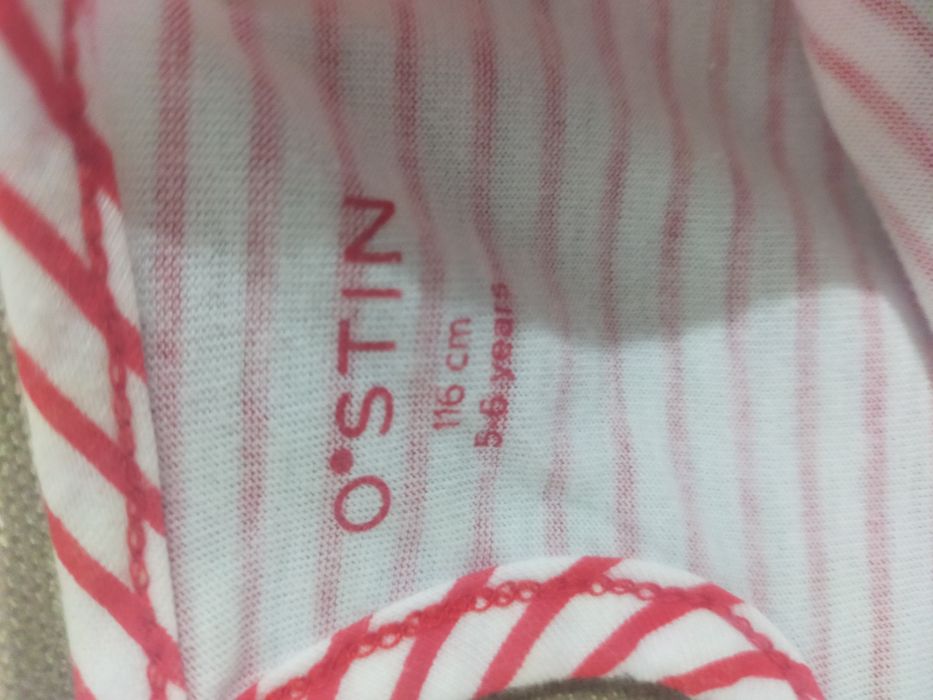 O'STIN
116 cm
5-6 years